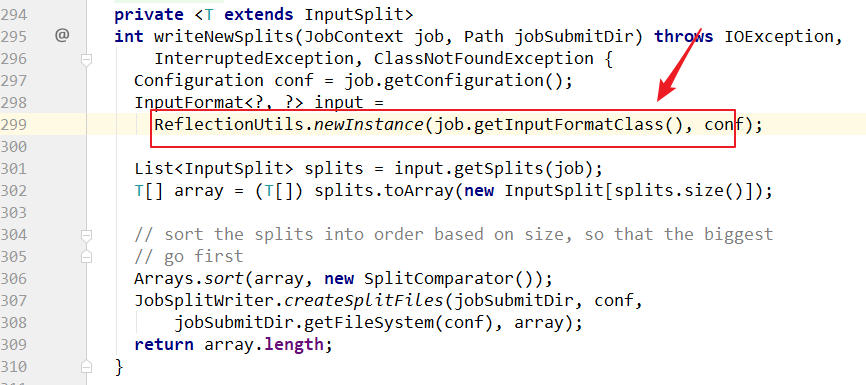 294 private <T extends InputSplit>
295 @ int writeNewSplits(JobContext job, Path jobSubmitDir) throws IOException,
296 InterruptedException, ClassNotFoundException {
297 Configuration conf = job.getConfiguration();
298 InputFormat<?, ?> input =
299 ReflectionUtils.newInstance(job.getInputFormatClass(), conf);
300
301 List<InputSplit> splits = input.getSplits(job);
302 T[] array = (T[]) splits.toArray(new InputSplit[splits.size()]);
303
304 // sort the splits into order based on size, so that the biggest
305 // go first
306 Arrays.sort(array, new SplitComparator());
307 JobSplitWriter.createSplitFiles(jobSubmitDir, conf,
308 jobSubmitDir.getFileSystem(conf), array);
309 return array.length;
310 }